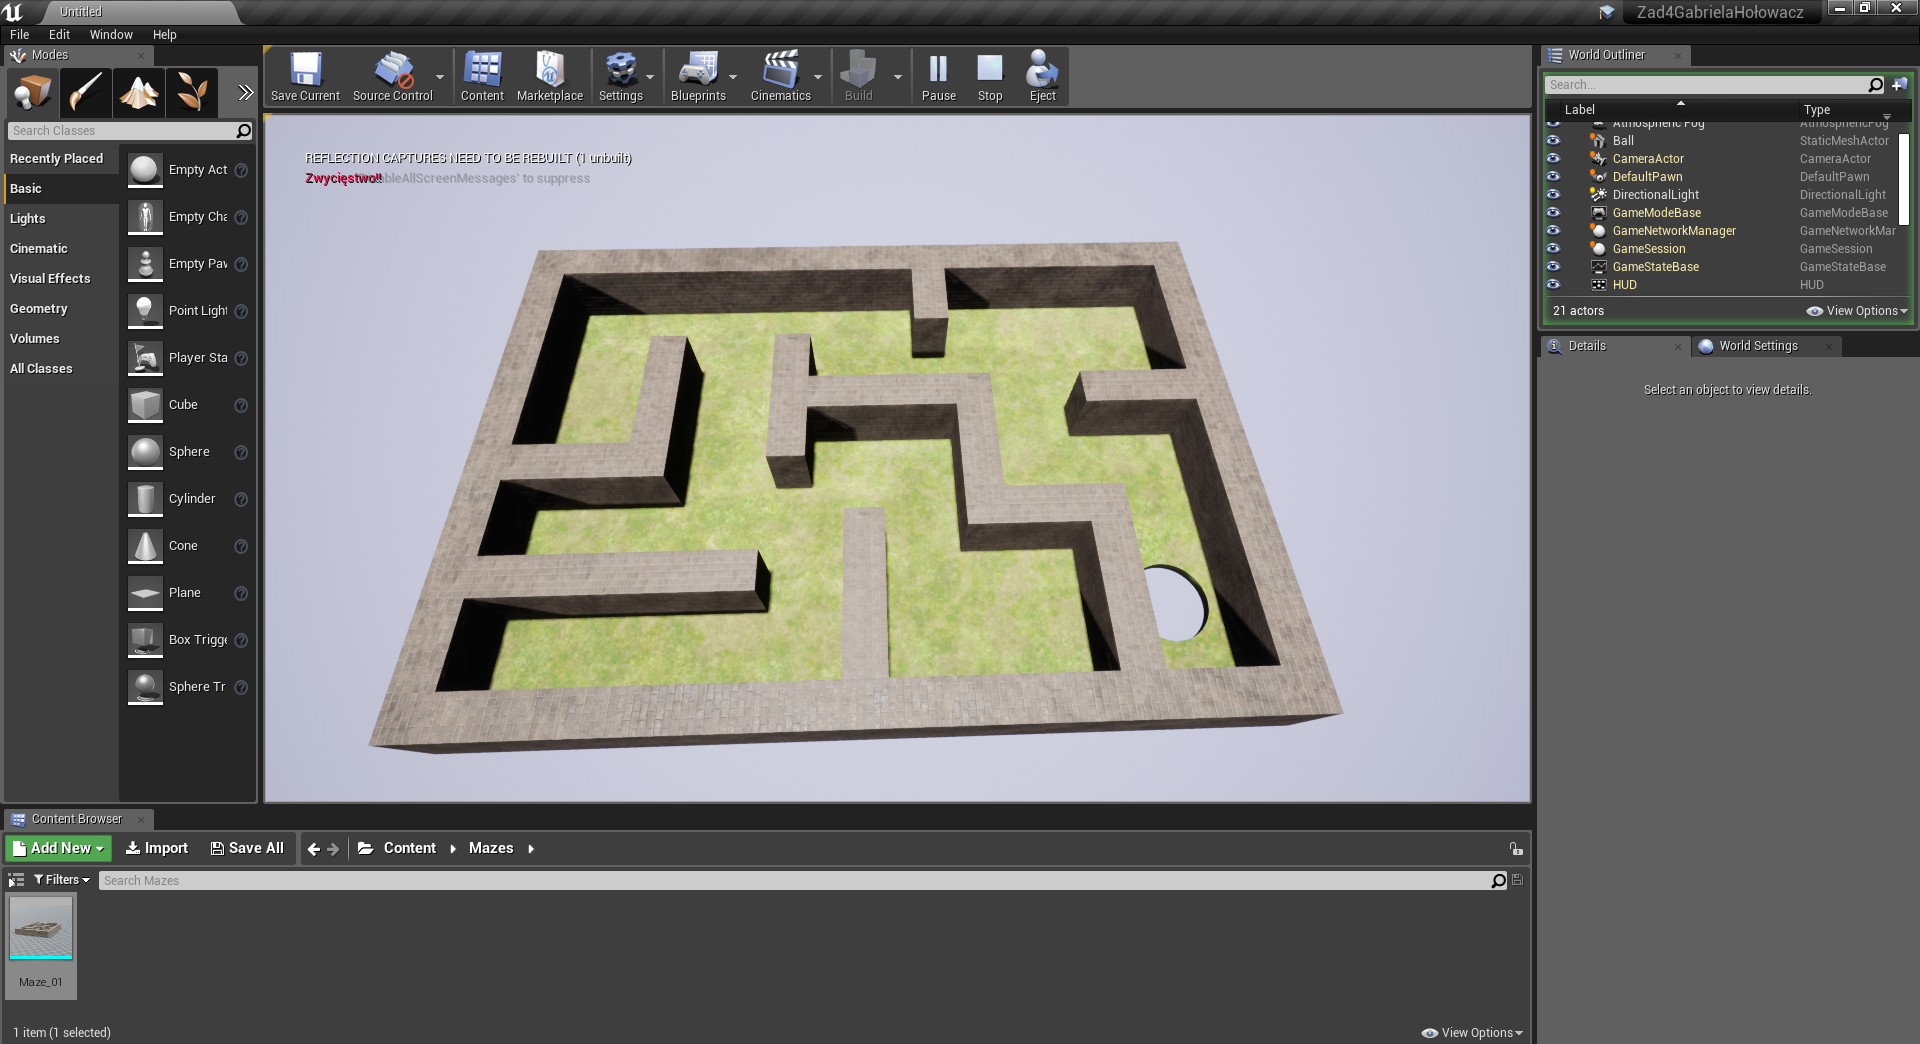 Untitled
Zad4GabrielaHołowacz
File Edit Window Help
Modes
Search Classes
Recently Placed
Basic
Lights
Cinematic
Visual Effects
Geometry
Volumes
All Classes
Empty Act
Empty Cha
Empty Pav
Point Light
Player Sta
Cube
Sphere
Cylinder
Cone
Plane
Box Trigge
Sphere Tr
Save Current Source Control Content Marketplace Settings Blueprints Cinematics Build Pause Stop Eject
REFLECTION CAPTURES NEED TO BE REBUILT (1 unbuilt)
Zwycięstwo!!
ableAllScreenMessages' to suppress
World Outliner
Search...
Label Type
Atmospheric Fog AtmosphericFog
Ball StaticMeshActor
CameraActor CameraActor
DefaultPawn DefaultPawn
DirectionalLight DirectionalLight
GameModeBase GameModeBase
GameNetworkManager GameNetworkMar
GameSession GameSession
GameStateBase GameStateBase
HUD HUD
21 actors View Options
Details World Settings
Select an object to view details.
Content Browser
Add New Import Save All Content Mazes
Filters Search Mazes
Maze_01
1 item (1 selected) View Options